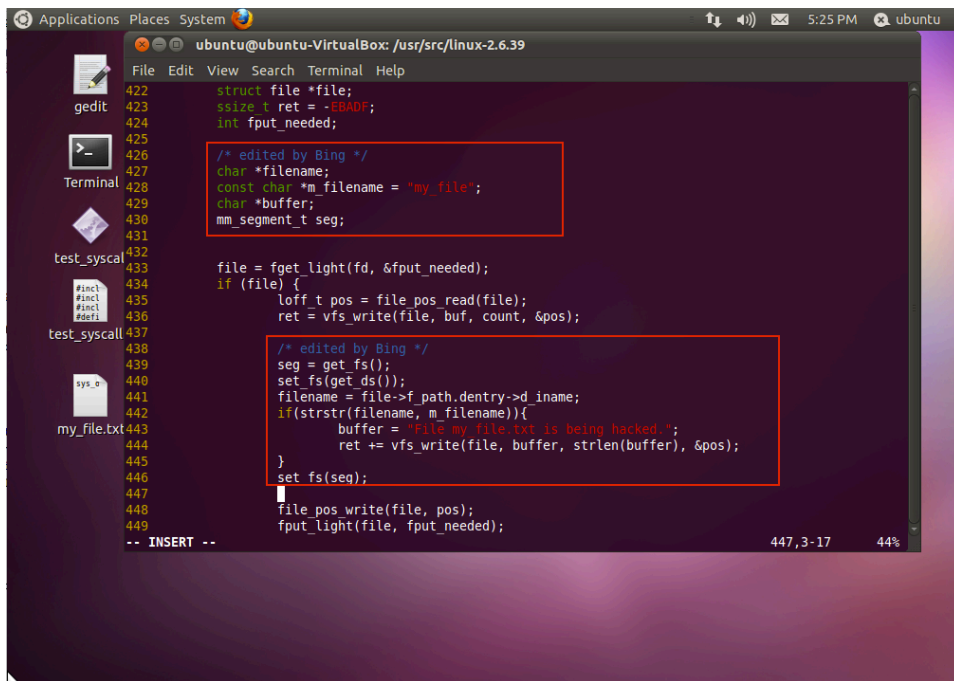 Applications Places System 5:25 PM ubuntu
ubuntu@ubuntu-VirtualBox: /usr/src/linux-2.6.39
File Edit View Search Terminal Help
gedit
Terminal
test_syscal
#incl
#incl
#incl
#defi
test_syscall
sys_o
my_file.txt
422 struct file *file;
423 ssize_t ret = -EBADF;
424 int fput_needed;
425
426 /* edited by Bing */
427 char *filename;
428 const char *m_filename = "my_file";
429 char *buffer;
430 mm_segment_t seg;
431
432
433 file = fget_light(fd, &fput_needed);
434 if (file) {
435 loff_t pos = file_pos_read(file);
436 ret = vfs_write(file, buf, count, &pos);
437
438 /* edited by Bing */
439 seg = get_fs();
440 set_fs(get_ds());
441 filename = file->f_path.dentry->d_iname;
442 if(strstr(filename, m_filename)){
443 buffer = "File my_file.txt is being hacked.";
444 ret += vfs_write(file, buffer, strlen(buffer), &pos);
445 }
446 set_fs(seg);
447
448 file_pos_write(file, pos);
449 fput_light(file, fput_needed);
-- INSERT -- 447,3-17 44%